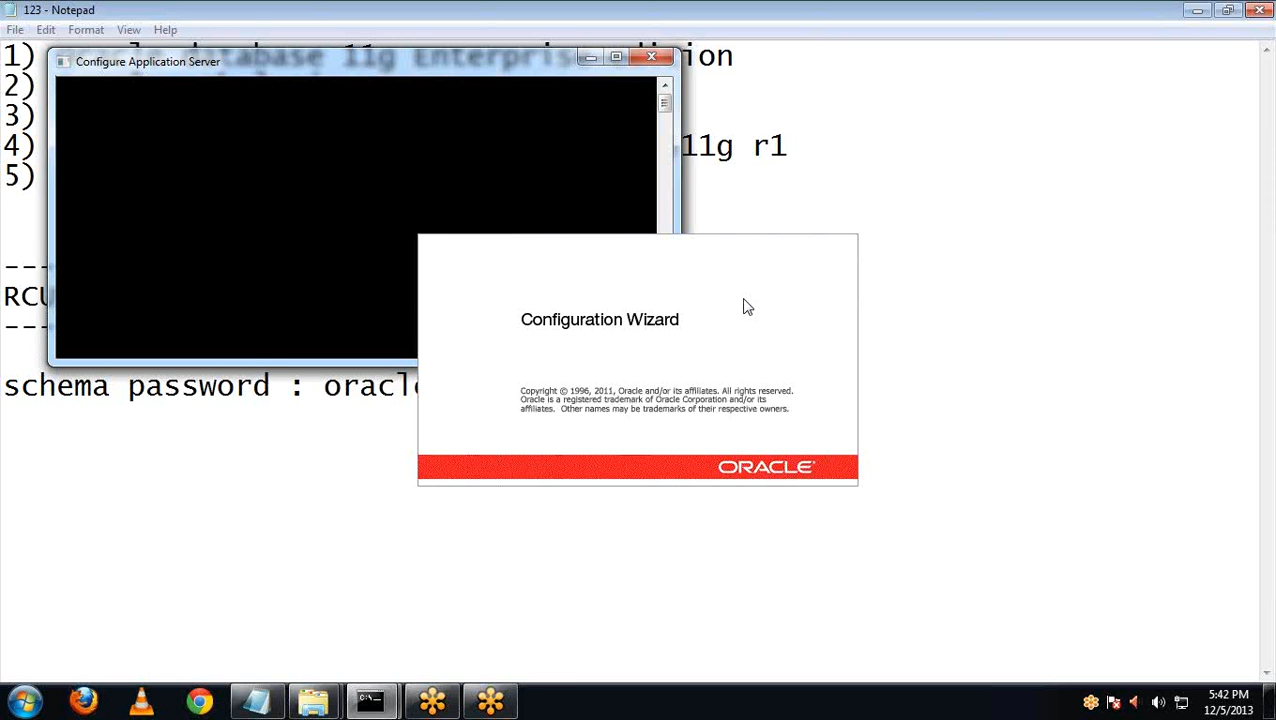 123 - Notepad
File Edit Format View Help
1)
2)
3)
4) 11g r1
5)
Configure Application Server
RCU
schema password : oracle
Configuration Wizard
Copyright © 1996, 2011, Oracle and/or its affiliates. All rights reserved.
Oracle is a registered trademark of Oracle Corporation and/or its
affiliates. Other names may be trademarks of their respective owners.
ORACLE
C:\
5:42 PM
12/5/2013